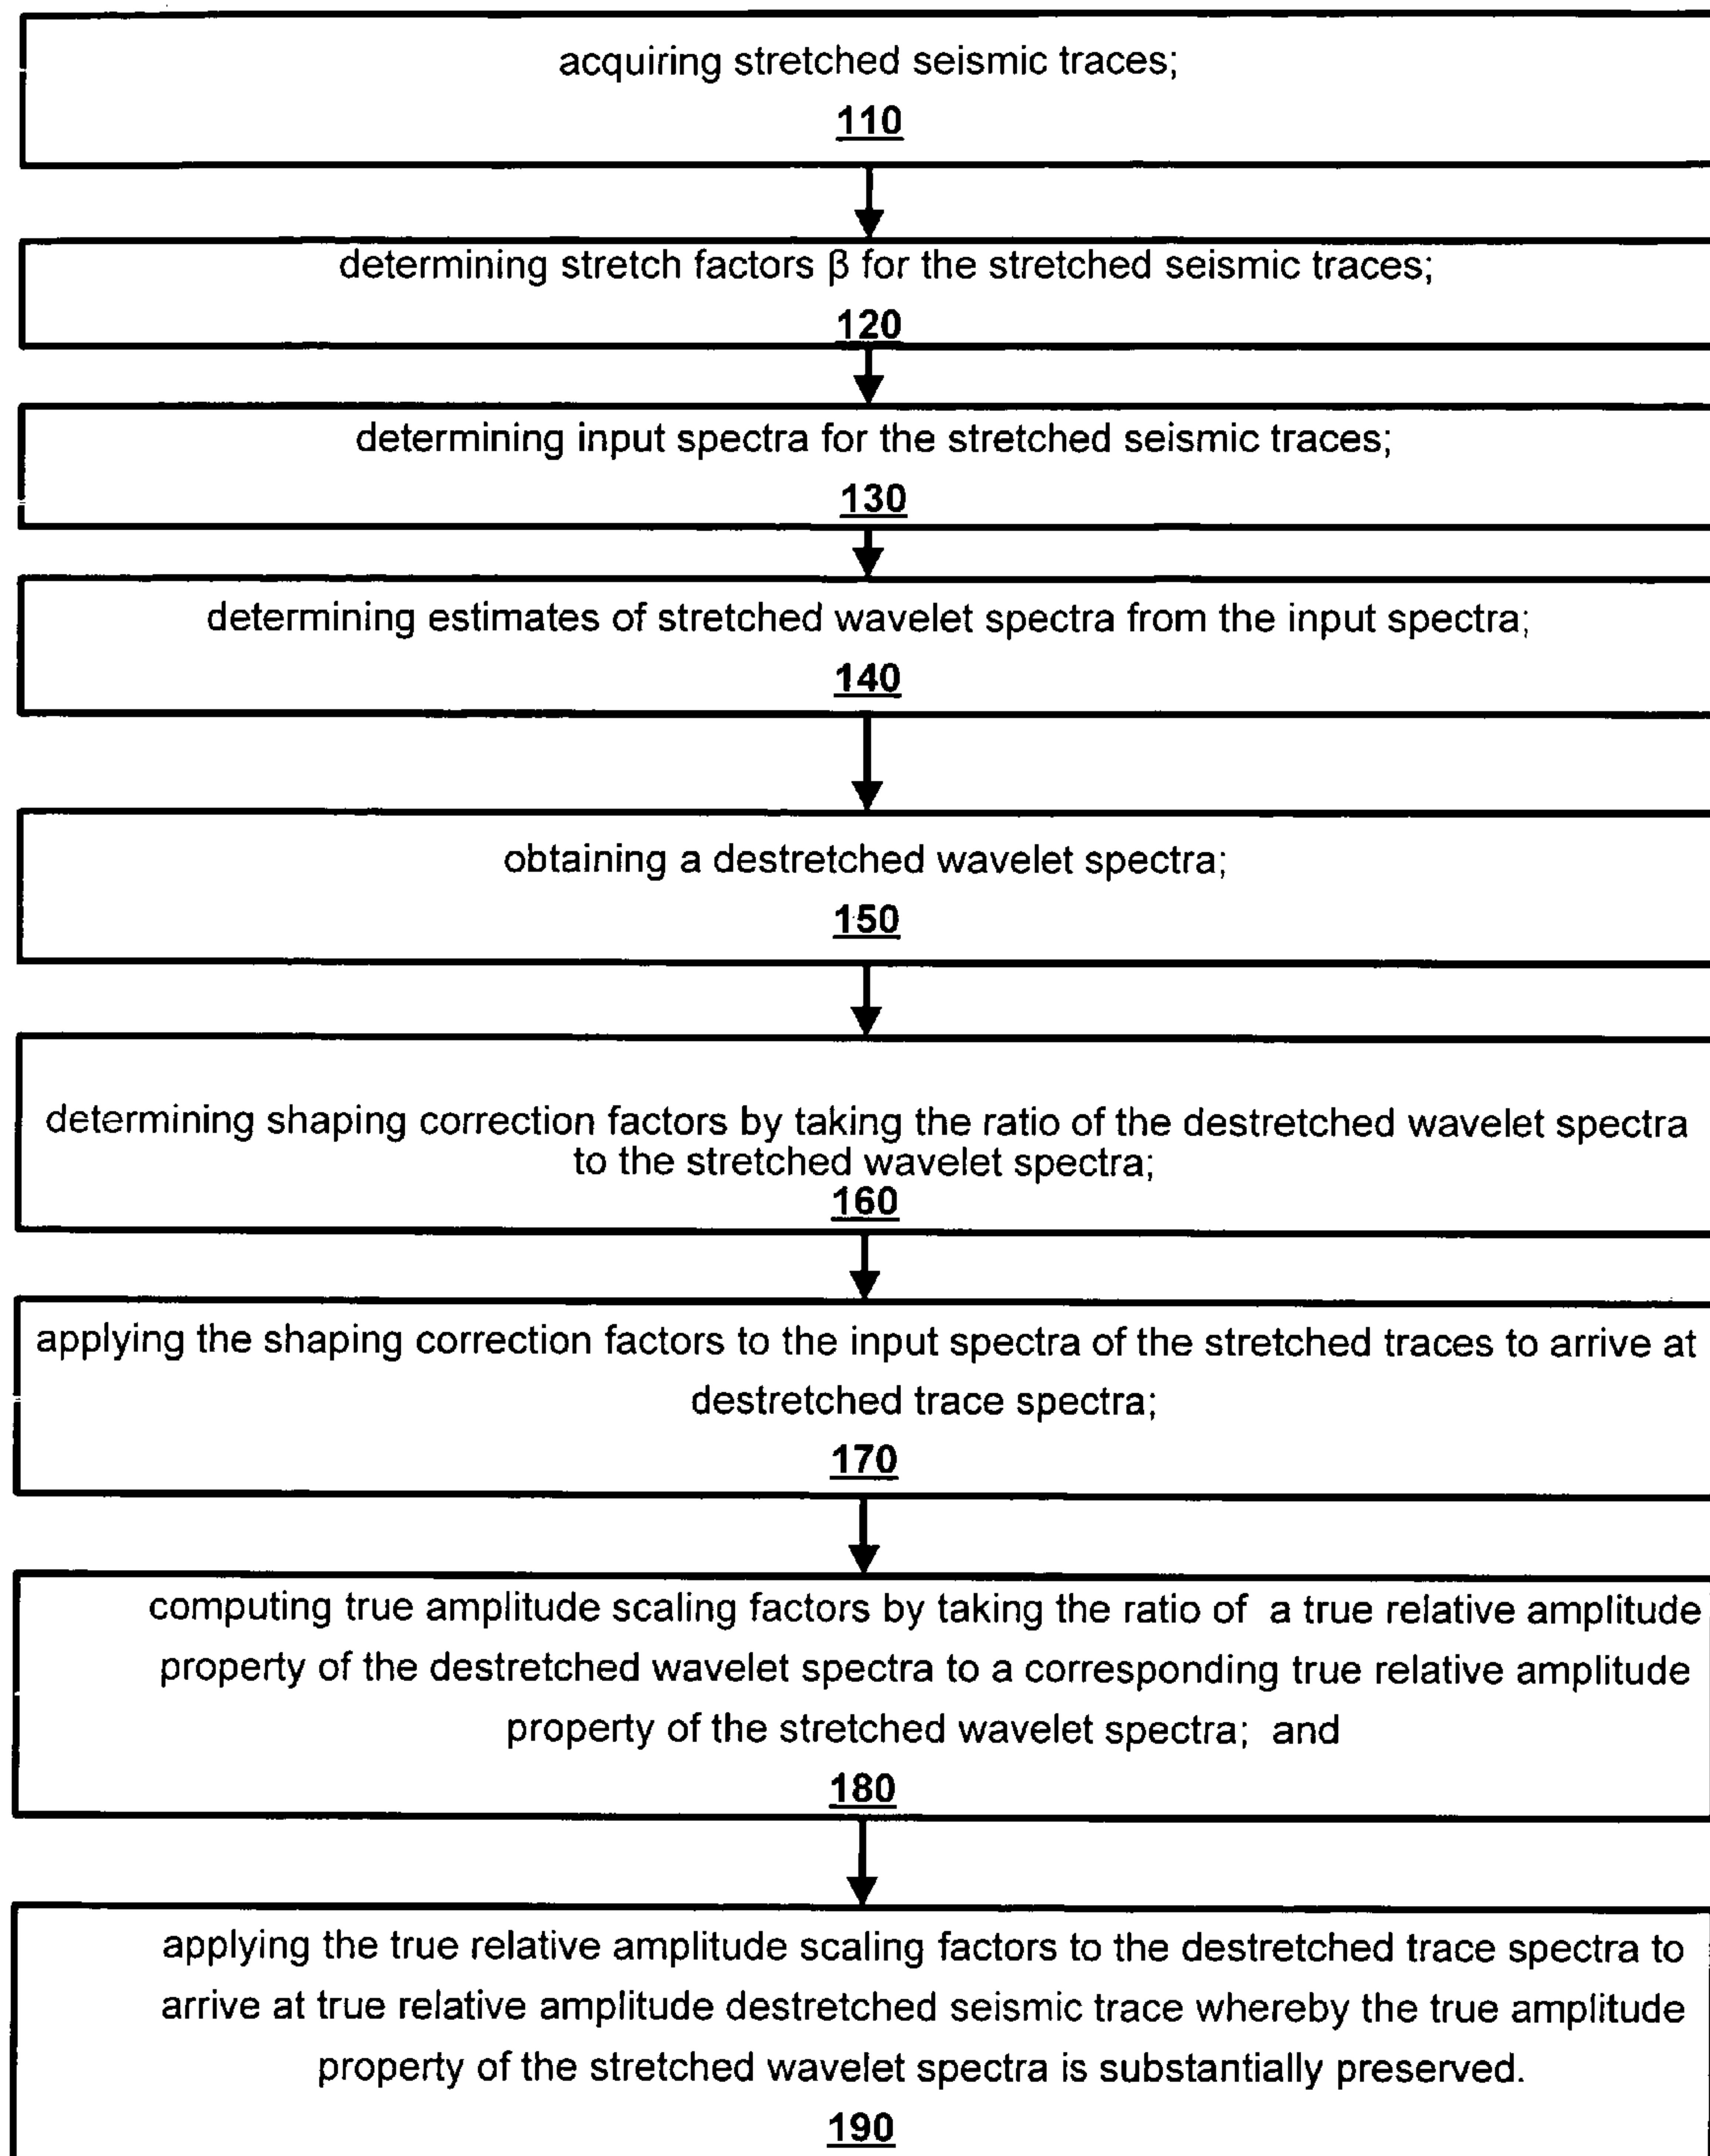 acquiring stretched seismic traces;
110
determining stretch factors β for the stretched seismic traces;
120
determining input spectra for the stretched seismic traces;
130
determining estimates of stretched wavelet spectra from the input spectra;
140
obtaining a destretched wavelet spectra;
150
determining shaping correction factors by taking the ratio of the destretched wavelet spectra
to the stretched wavelet spectra;
160
applying the shaping correction factors to the input spectra of the stretched traces to arrive at
destretched trace spectra;
170
computing true amplitude scaling factors by taking the ratio of a true relative amplitude
property of the destretched wavelet spectra to a corresponding true relative amplitude
property of the stretched wavelet spectra; and
180
applying the true relative amplitude scaling factors to the destretched trace spectra to
arrive at true relative amplitude destretched seismic trace whereby the true amplitude
property of the stretched wavelet spectra is substantially preserved.
190